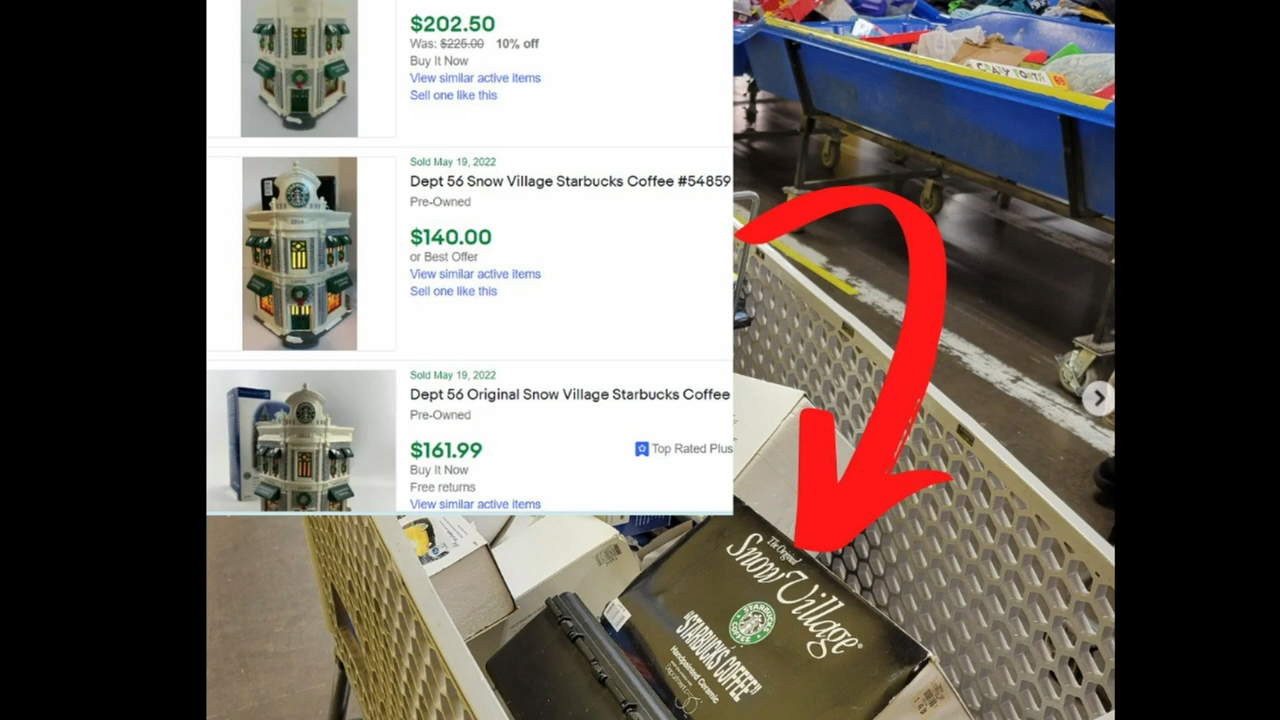 $202.50
Was: $225.00 10% off
Buy It Now
View similar active items
Sell one like this
Sold May 19, 2022
Dept 56 Snow Village Starbucks Coffee #54859
Pre-Owned
$140.00
or Best Offer
View similar active items
Sell one like this
Sold May 19, 2022
Dept 56 Original Snow Village Starbucks Coffee
Pre-Owned
$161.99
Top Rated Plus
Buy It Now
Free returns
View similar active items
The Original
Snow Village®
STARBUCKS
COFFEE
"STARBUCKS COFFEE"
Handpainted Ceramic